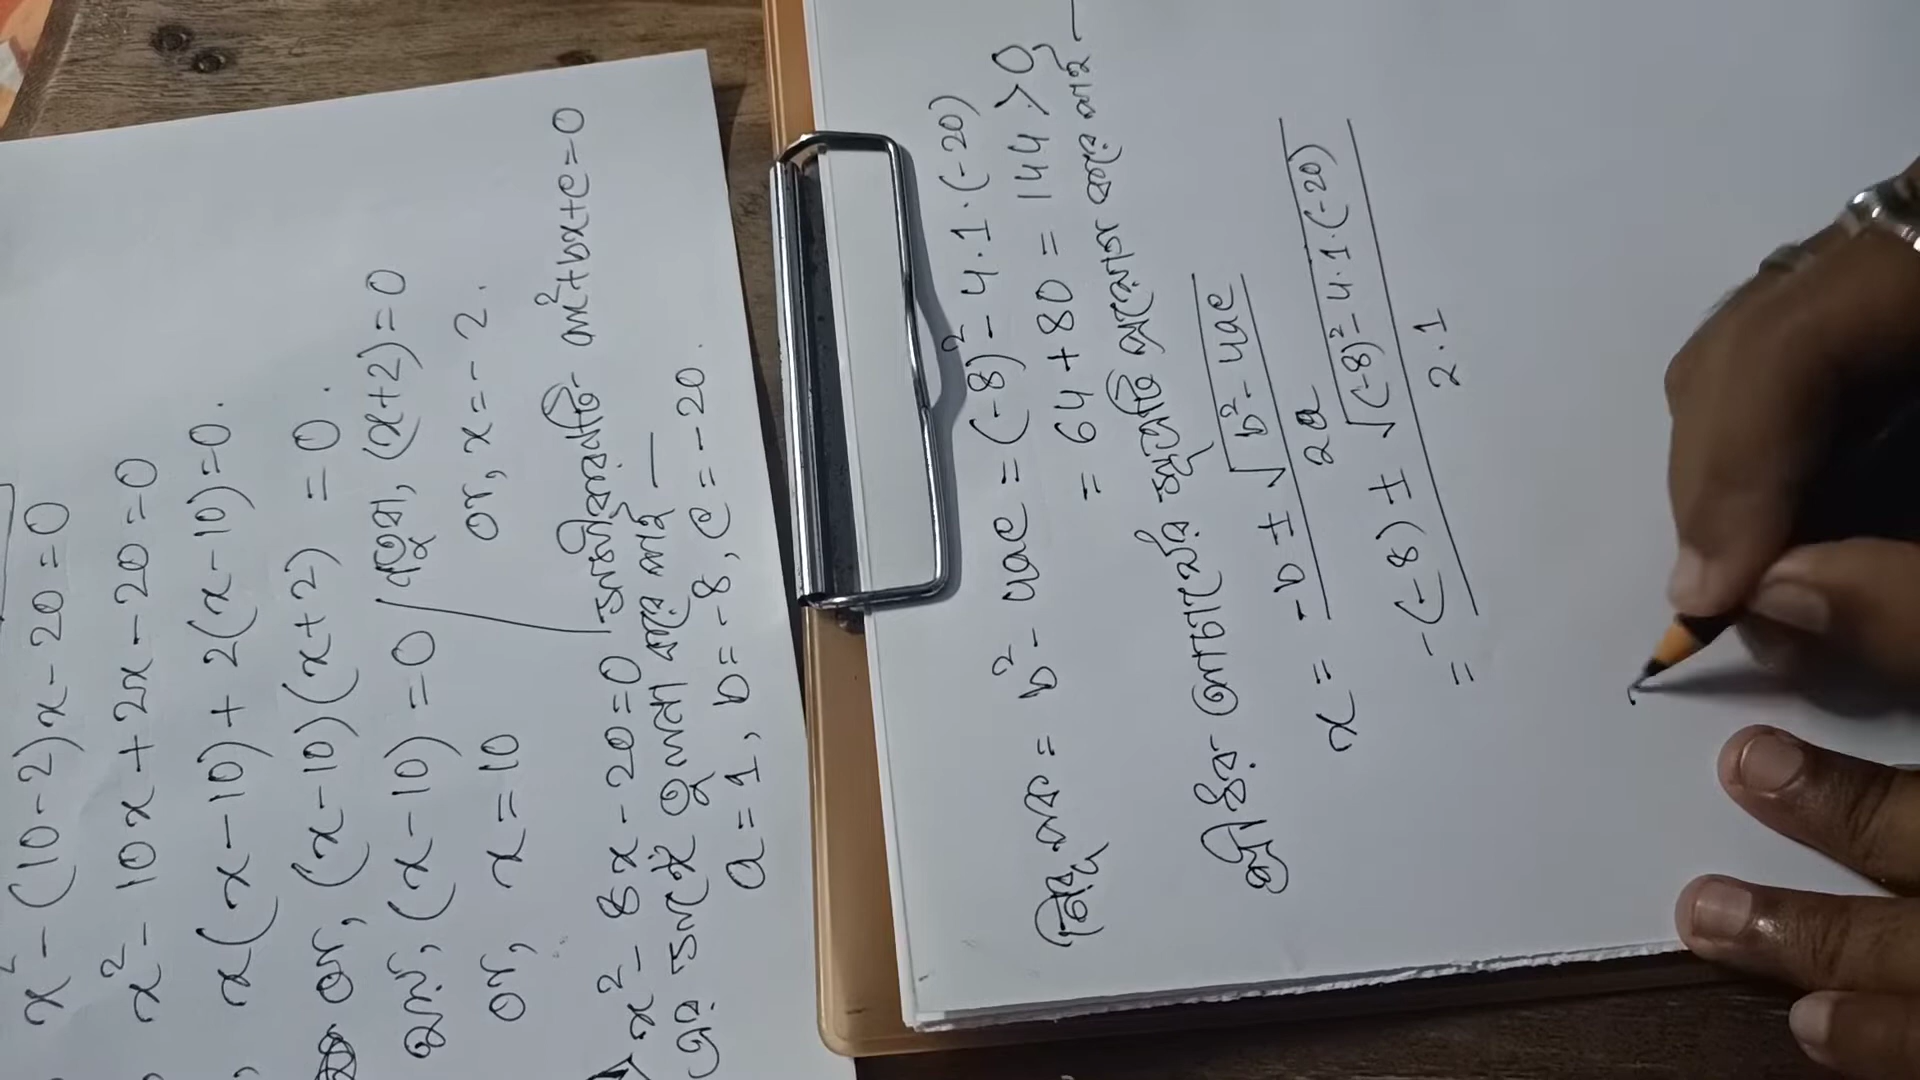 x² - (10-2)x - 20 = 0
x² - 10x + 2x - 20 = 0
x(x-10) + 2(x-10) = 0.
or, (x-10)(x+2) = 0.
হয়, (x-10) = 0 / অথবা, (x+2) = 0
or, x = 10 or, x = -2.
x² - 8x - 20 = 0 সমীকরণটি ax² + bx + c = 0
এর সংগে তুলনা করে পাই —
a = 1, b = -8, c = -20.
= b² - 4ac = (-8)² - 4·1·(-20)
= 64 + 80 = 144 > 0
শ্রীধর আচার্যের সূত্রটি প্রয়োগ করে পাই —
x = -b ± √b² - 4ac
2a
= -(-8) ± √(-8)² - 4·1·(-20)
2·1